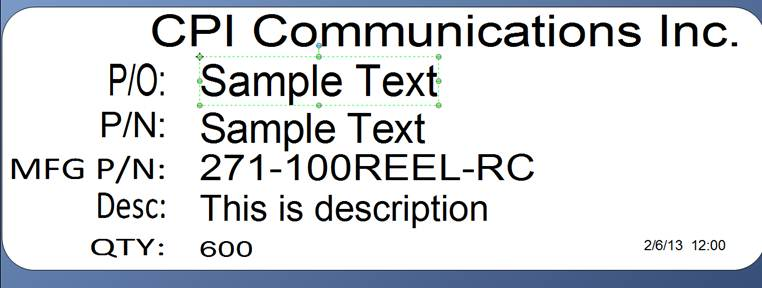 CPI Communications Inc.
P/O: Sample Text
P/N: Sample Text
MFG P/N: 271-100REEL-RC
Desc: This is description
QTY: 600 2/6/13 12:00